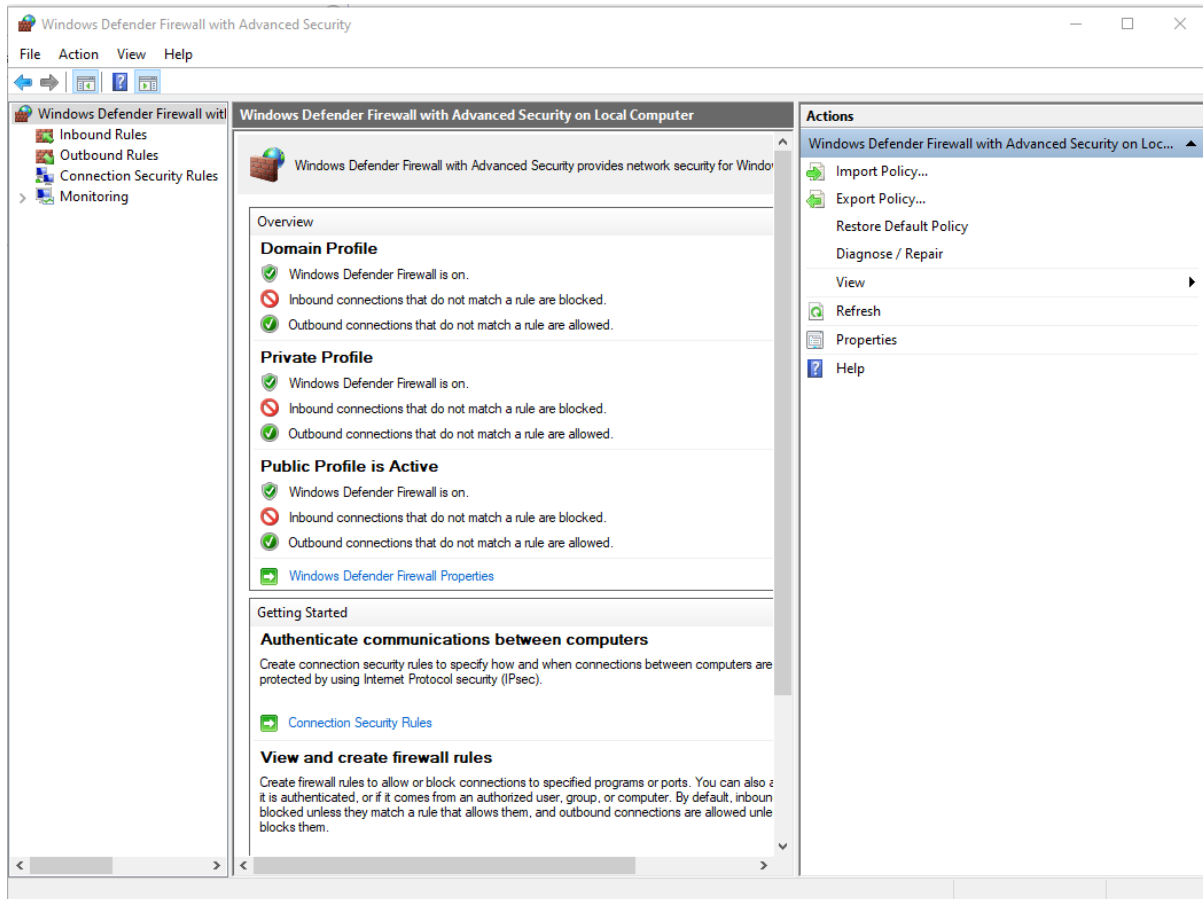 Windows Defender Firewall with Advanced Security
File Action View Help
Windows Defender Firewall wit
Inbound Rules
Outbound Rules
Connection Security Rules
Monitoring
Windows Defender Firewall with Advanced Security on Local Computer
Windows Defender Firewall with Advanced Security provides network security for Windo
Overview
Domain Profile
Windows Defender Firewall is on.
Inbound connections that do not match a rule are blocked.
Outbound connections that do not match a rule are allowed.
Private Profile
Windows Defender Firewall is on.
Inbound connections that do not match a rule are blocked.
Outbound connections that do not match a rule are allowed.
Public Profile is Active
Windows Defender Firewall is on.
Inbound connections that do not match a rule are blocked.
Outbound connections that do not match a rule are allowed.
Windows Defender Firewall Properties
Getting Started
Authenticate communications between computers
Create connection security rules to specify how and when connections between computers are
protected by using Internet Protocol security (IPsec).
Connection Security Rules
View and create firewall rules
Create firewall rules to allow or block connections to specified programs or ports. You can also a
it is authenticated, or if it comes from an authorized user, group, or computer. By default, inboun
blocked unless they match a rule that allows them, and outbound connections are allowed unle
blocks them.
Actions
Windows Defender Firewall with Advanced Security on Loc...
Import Policy...
Export Policy...
Restore Default Policy
Diagnose / Repair
View
Refresh
Properties
Help